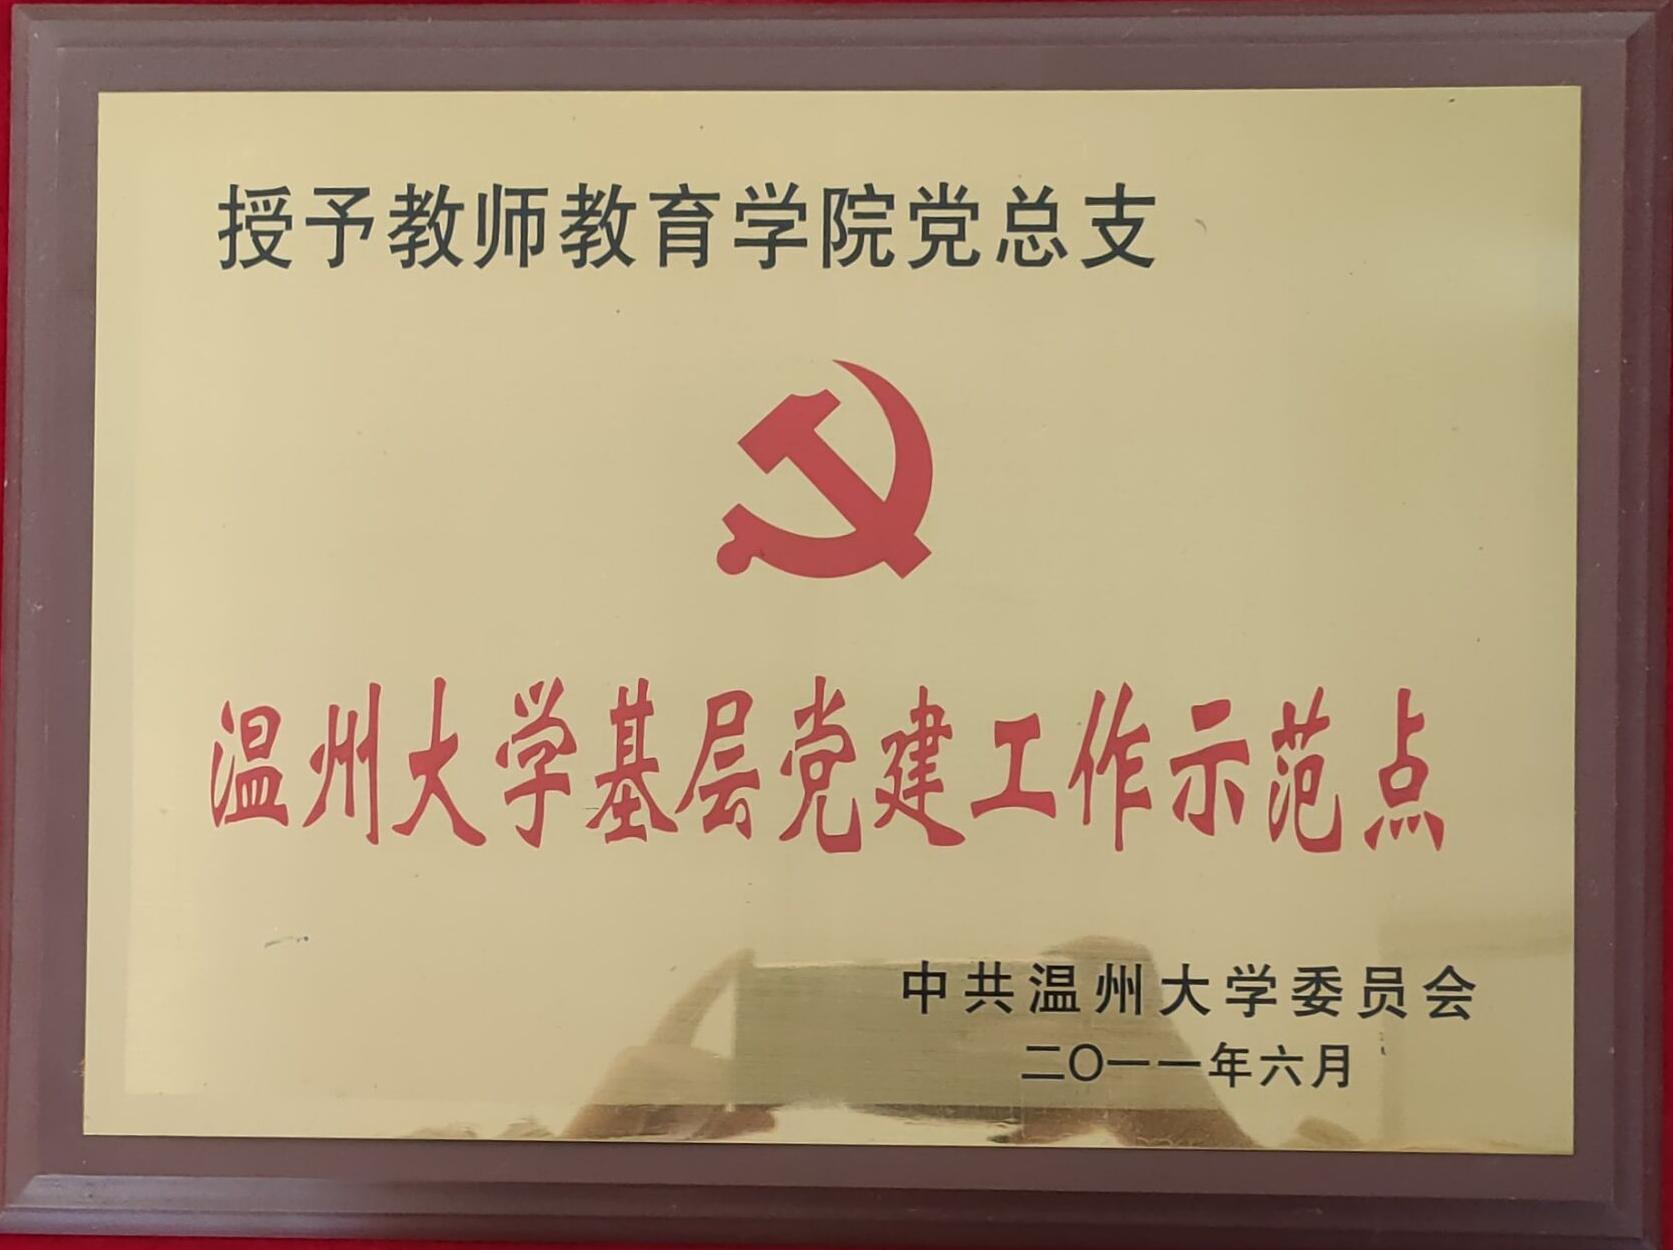 授予教师教育学院党总支
温州大学基层党建工作示范点
中共温州大学委员会
二〇一一年六月